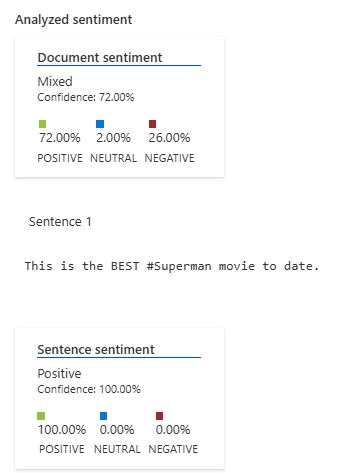 Analyzed sentiment
Document sentiment
Mixed
Confidence: 72.00%
72.00% 2.00% 26.00%
POSITIVE NEUTRAL NEGATIVE
Sentence 1
This is the BEST #Superman movie to date.
Sentence sentiment
Positive
Confidence: 100.00%
100.00% 0.00% 0.00%
POSITIVE NEUTRAL NEGATIVE